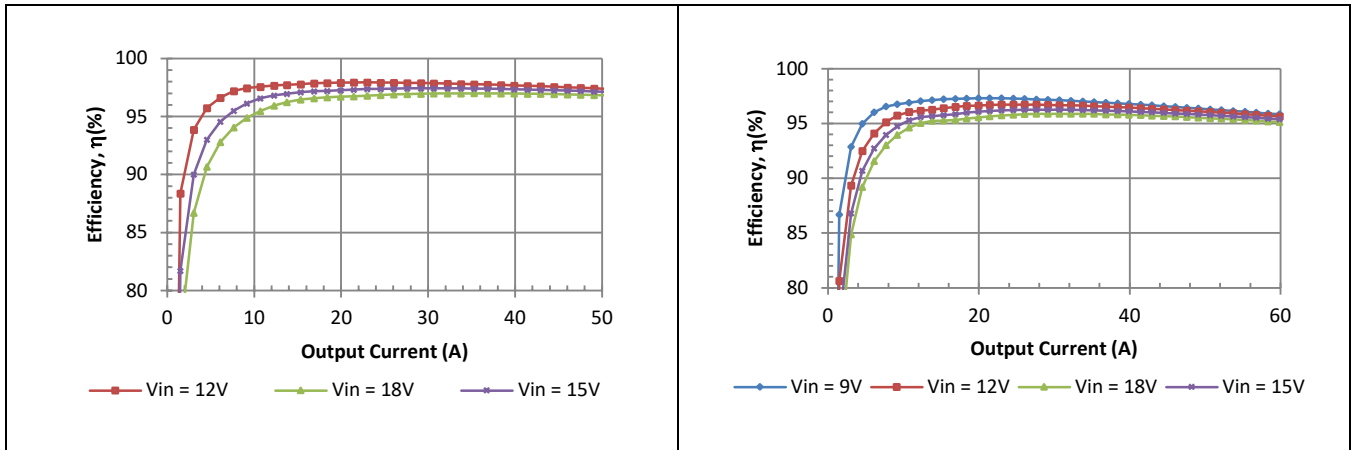 Efficiency, η(%)
100
95
90
85
80
0 10 20 30 40 50
Output Current (A)
Vin = 12V Vin = 18V Vin = 15V
Efficiency, η(%)
100
95
90
85
80
0 20 40 60
Output Current (A)
Vin = 9V Vin = 12V Vin = 18V Vin = 15V